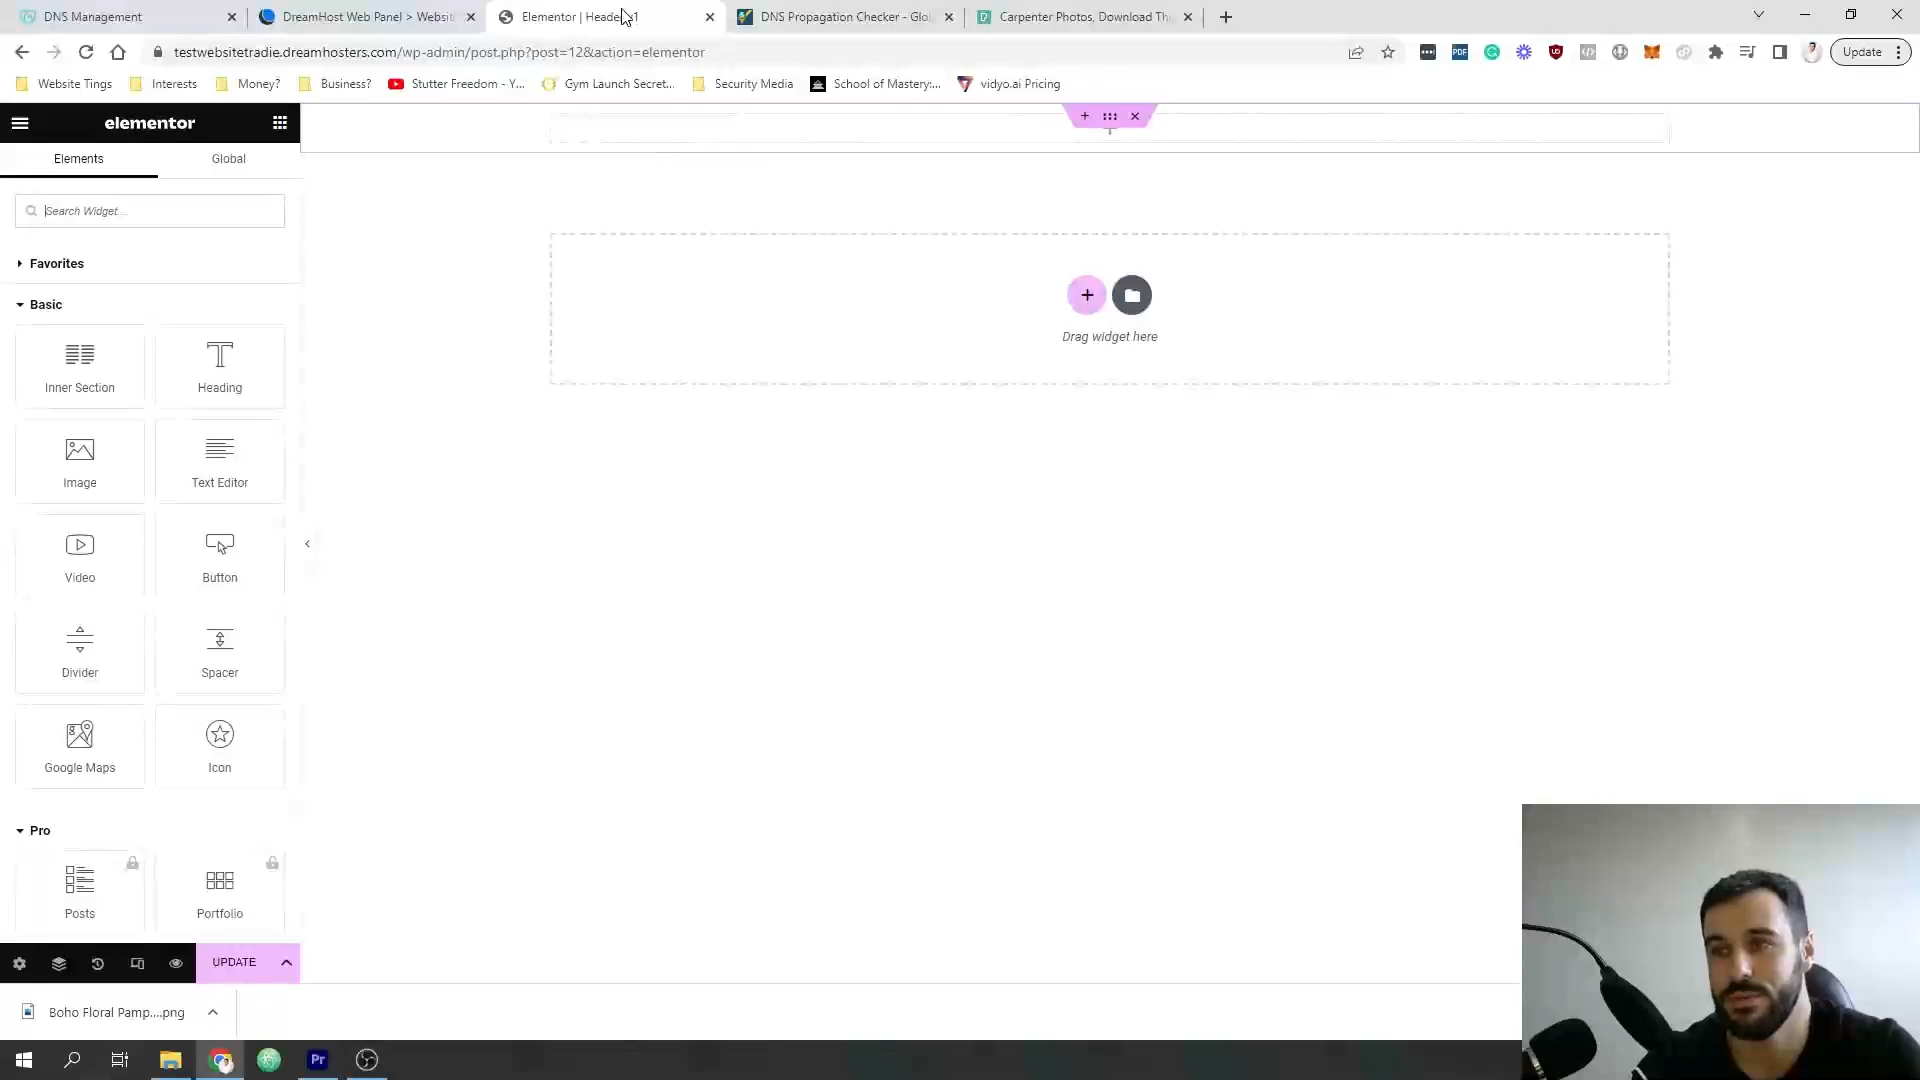 DNS Management
DreamHost Web Panel > Websit
Elementor | Header
DNS Propagation Checker - Glo
Carpenter Photos, Download Th
testwebsitetradie.dreamhosters.com/wp-admin/post.php?post=12&action=elementor
Update
Website Tings
Interests
Money?
Business?
Stutter Freedom - Y...
Gym Launch Secret...
Security Media
School of Mastery:...
vidyo.ai Pricing
elementor
Elements
Global
Search Widget...
Favorites
Basic
Inner Section
Heading
Image
Text Editor
Video
Button
Divider
Spacer
Google Maps
Icon
Pro
Posts
Portfolio
UPDATE
Drag widget here
Boho Floral Pamp....png
PDF
Pr